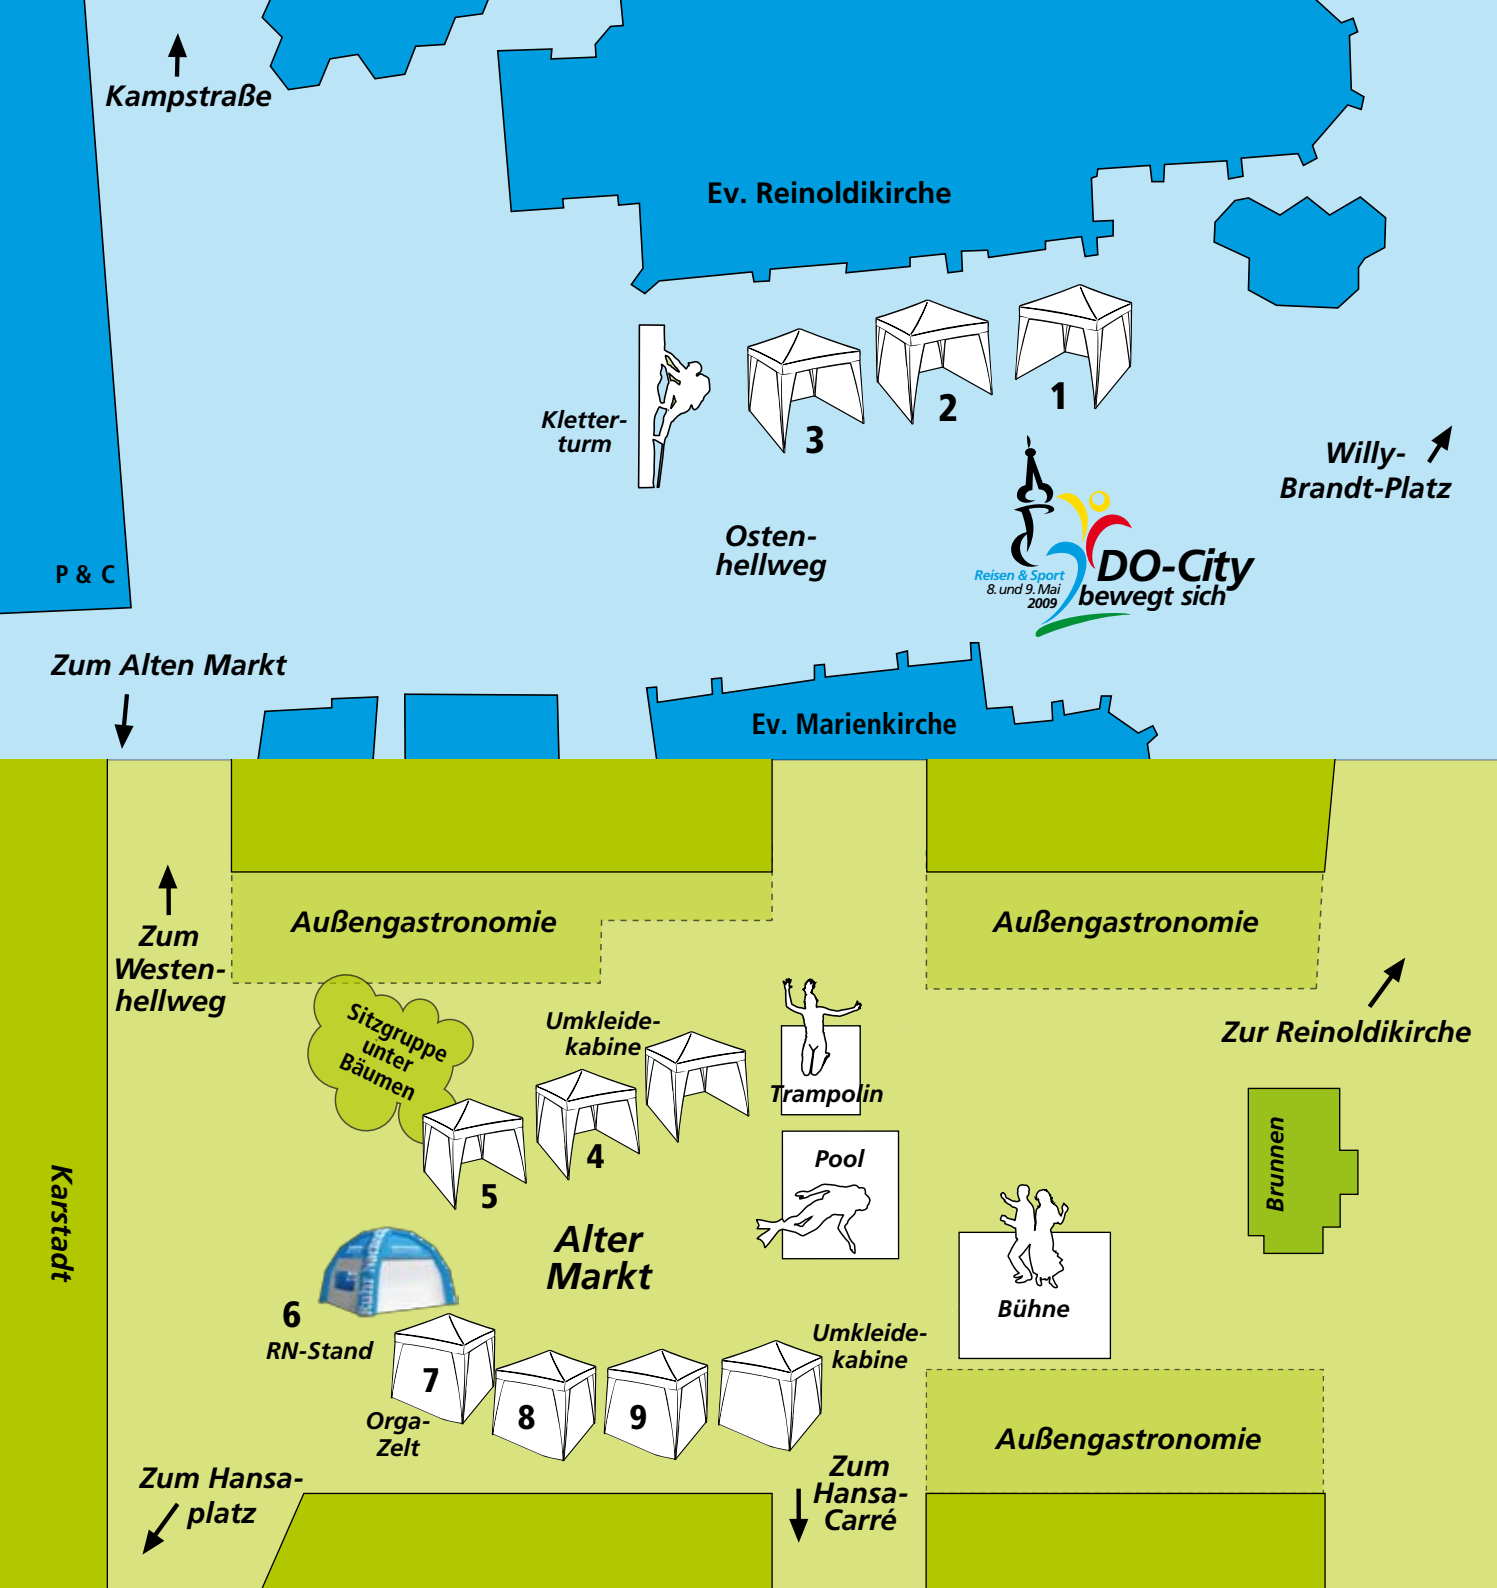 Kampstraße
Ev. Reinoldikirche
1
2
3
Kletter-
turm
Willy-
Brandt-Platz
Osten-
hellweg
DO-City
bewegt sich
Reisen & Sport
8. und 9. Mai
2009
P & C
Zum Alten Markt
Ev. Marienkirche
Außengastronomie
Außengastronomie
Zum
Westen-
hellweg
Sitzgruppe
unter
Bäumen
Umkleide-
kabine
Trampolin
Zur Reinoldikirche
4
5
Pool
Brunnen
Karstadt
Alter
Markt
Bühne
6
RN-Stand
7
8
9
Orga-
Zelt
Umkleide-
kabine
Außengastronomie
Zum Hansa-
platz
Zum
Hansa-
Carré